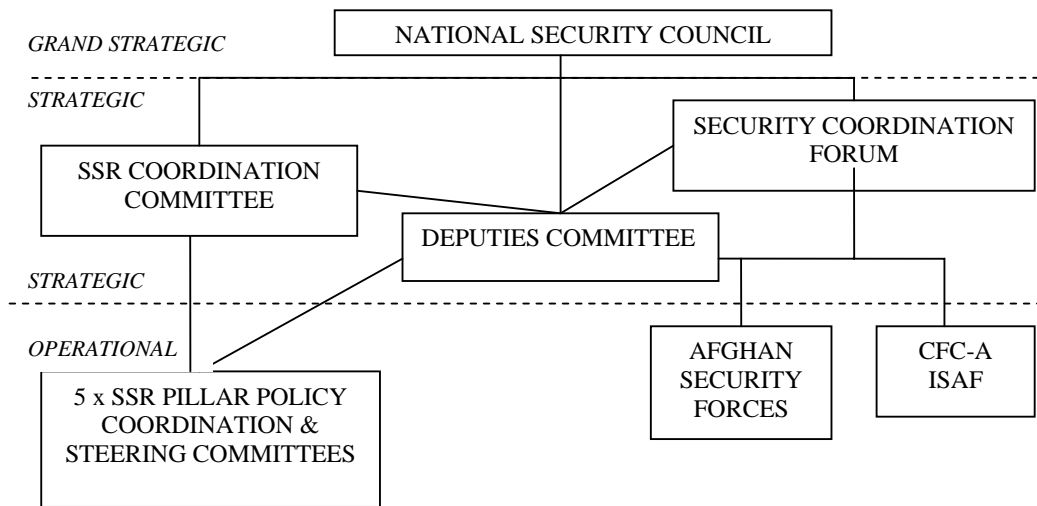 NATIONAL SECURITY COUNCIL
GRAND STRATEGIC
STRATEGIC
SECURITY COORDINATION
FORUM
SSR COORDINATION
COMMITTEE
DEPUTIES COMMITTEE
STRATEGIC
OPERATIONAL
AFGHAN
SECURITY
FORCES
CFC-A
ISAF
5 x SSR PILLAR POLICY
COORDINATION &
STEERING COMMITTEES